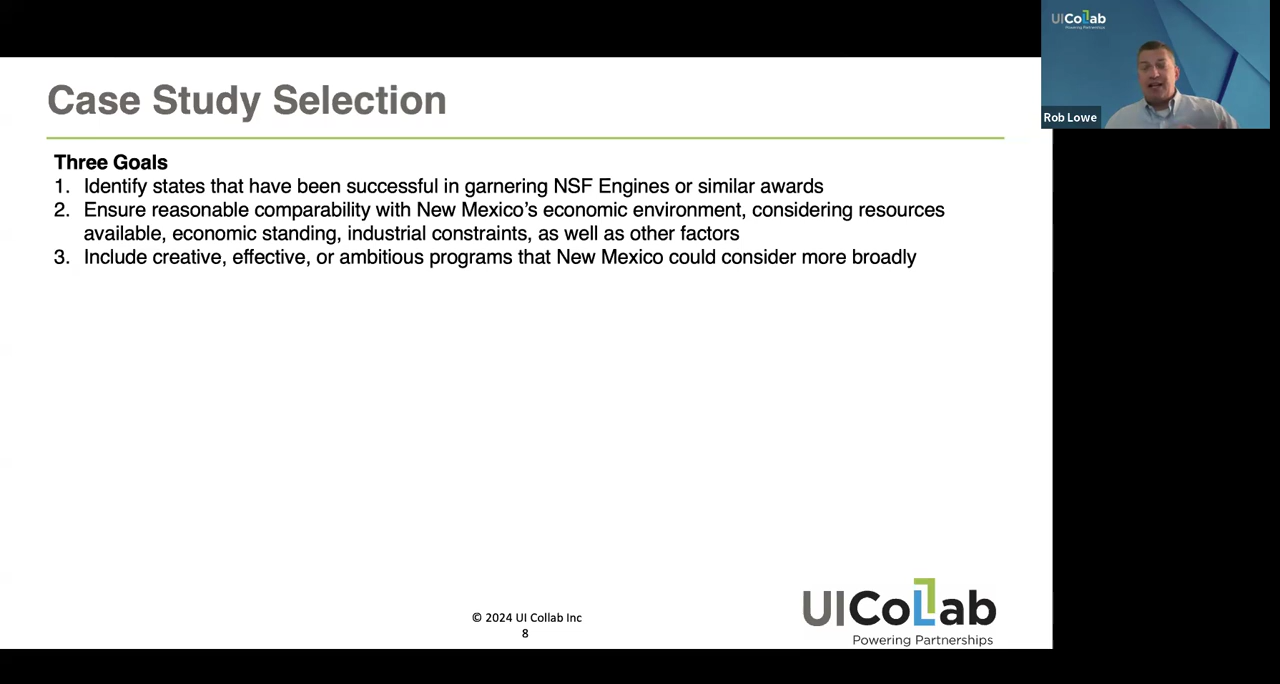 UICoLab
Powering Partnerships
Rob Lowe
Case Study Selection
Three Goals
1. Identify states that have been successful in garnering NSF Engines or similar awards
2. Ensure reasonable comparability with New Mexico’s economic environment, considering resources
available, economic standing, industrial constraints, as well as other factors
3. Include creative, effective, or ambitious programs that New Mexico could consider more broadly
© 2024 UI Collab Inc
8
UICoLLab
Powering Partnerships